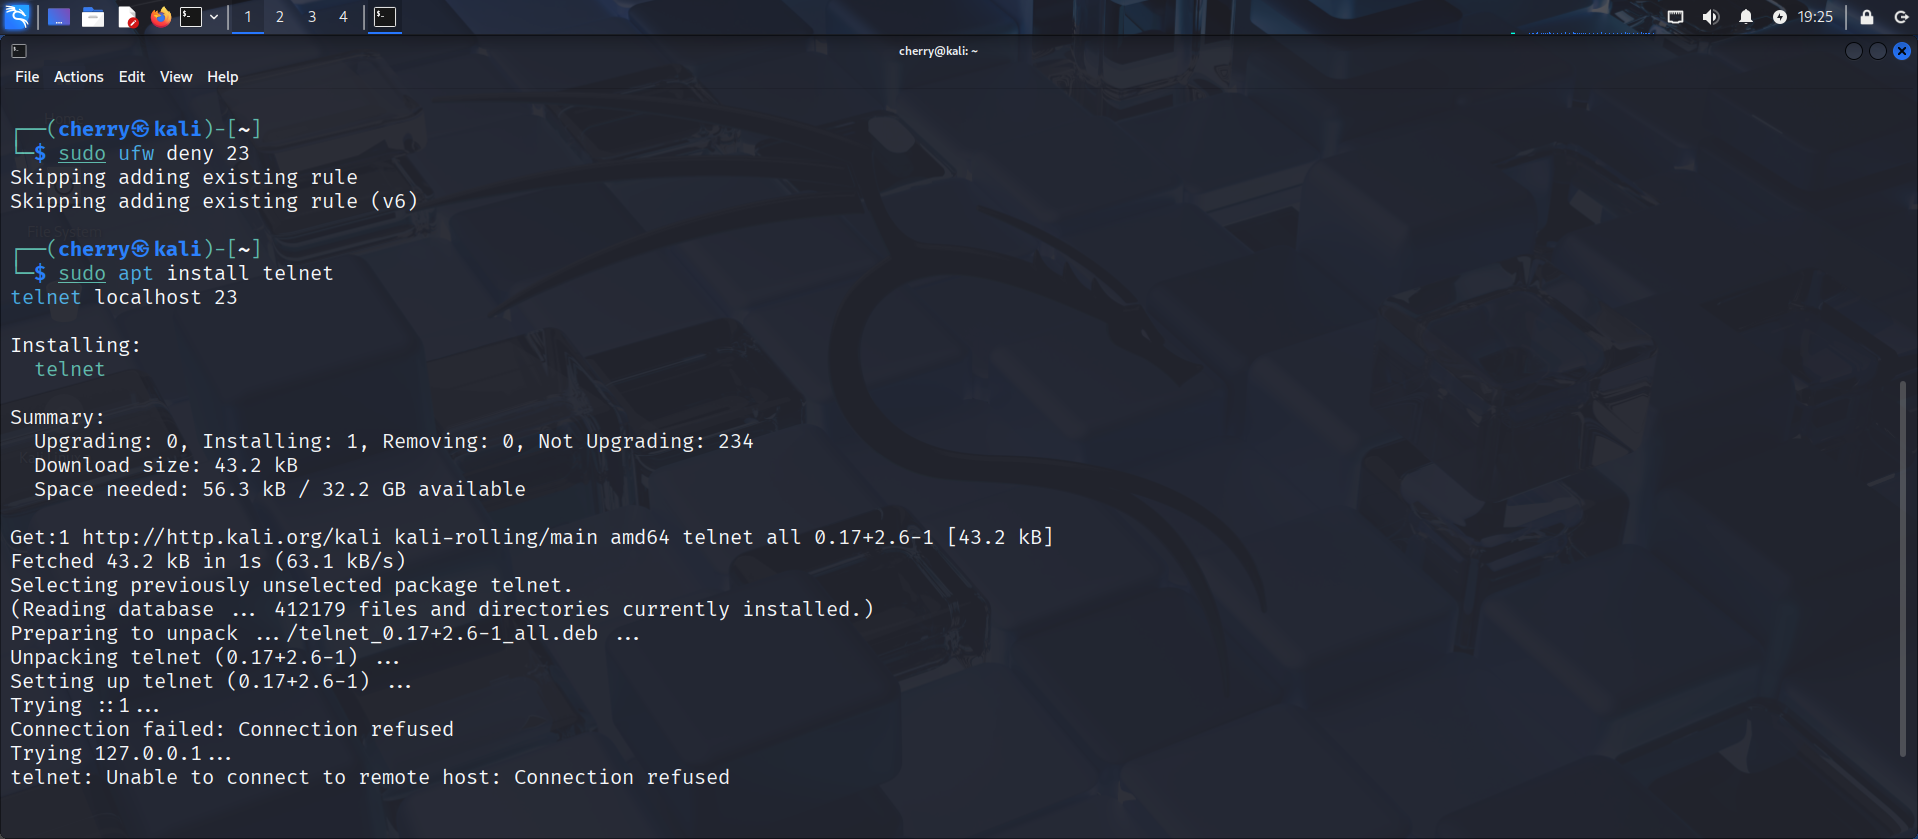 1 2 3 4
19:25
cherry@kali: ~
File Actions Edit View Help
┌──(cherry㉿kali)-[~]
└─$ sudo ufw deny 23
Skipping adding existing rule
Skipping adding existing rule (v6)
File System
┌──(cherry㉿kali)-[~]
└─$ sudo apt install telnet
telnet localhost 23
Installing:
telnet
Summary:
Upgrading: 0, Installing: 1, Removing: 0, Not Upgrading: 234
Download size: 43.2 kB
Space needed: 56.3 kB / 32.2 GB available
Get:1 http://http.kali.org/kali kali-rolling/main amd64 telnet all 0.17+2.6-1 [43.2 kB]
Fetched 43.2 kB in 1s (63.1 kB/s)
Selecting previously unselected package telnet.
(Reading database ... 412179 files and directories currently installed.)
Preparing to unpack .../telnet_0.17+2.6-1_all.deb ...
Unpacking telnet (0.17+2.6-1) ...
Setting up telnet (0.17+2.6-1) ...
Trying ::1...
Connection failed: Connection refused
Trying 127.0.0.1...
telnet: Unable to connect to remote host: Connection refused